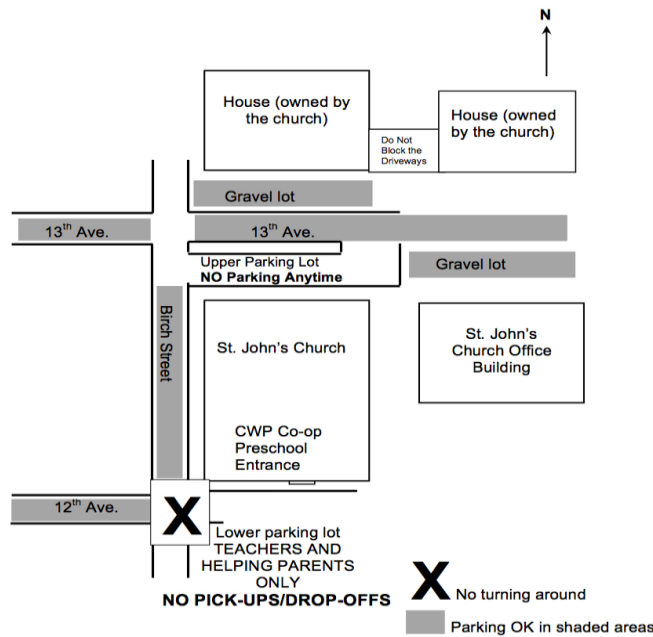 N
House (owned by
the church)
House (owned
by the church)
Do Not
Block the
Driveways
Gravel lot
13th Ave.
13th Ave.
Upper Parking Lot
NO Parking Anytime
Gravel lot
Birch Street
St. John's Church
St. John's
Church Office
Building
CWP Co-op
Preschool
Entrance
12th Ave.
X
Lower parking lot
TEACHERS AND
HELPING PARENTS
ONLY
NO PICK-UPS/DROP-OFFS
X No turning around
Parking OK in shaded areas